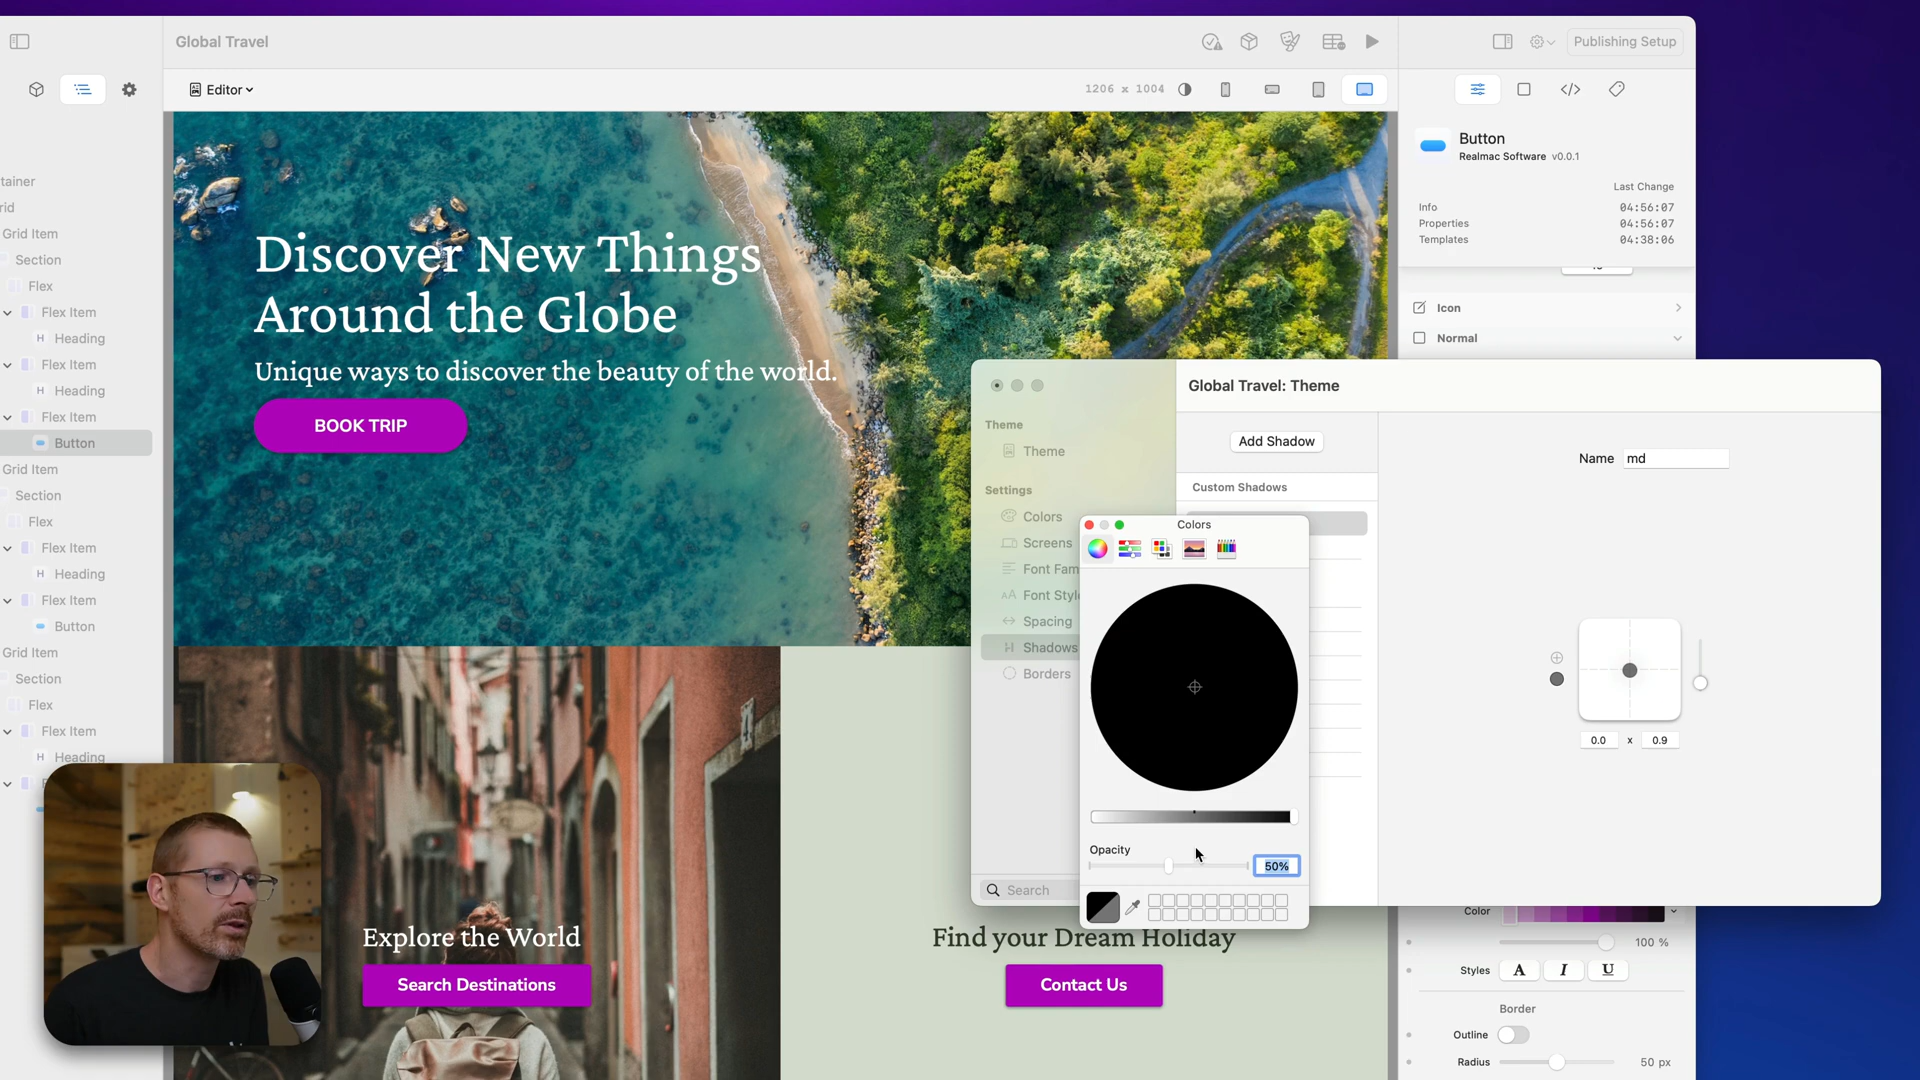 Global Travel
Publishing Setup
Editor
1206 x 1004
Button
Realmac Software v0.0.1
Last Change
Info 04:56:07
Properties 04:56:07
Templates 04:38:06
Icon
Normal
tainer
rid
Grid Item
Section
Flex
Flex Item
H Heading
Flex Item
H Heading
Flex Item
Button
Grid Item
Section
Flex
Flex Item
H Heading
Flex Item
Button
Grid Item
Section
Flex
Flex Item
H Heading
Discover New Things
Around the Globe
Unique ways to discover the beauty of the world.
BOOK TRIP
Explore the World
Search Destinations
Find your Dream Holiday
Contact Us
Global Travel: Theme
Theme
Theme
Settings
Colors
Screens
Font Fam
Font Style
Spacing
Shadows
Borders
Search
Add Shadow
Custom Shadows
Name md
0.0 x 0.9
Colors
Opacity
50%
Color
100 %
Styles A I U
Border
Outline
Radius 50 px